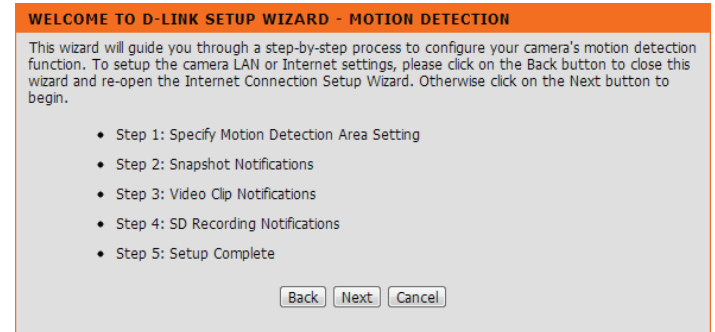 WELCOME TO D-LINK SETUP WIZARD - MOTION DETECTION
This wizard will guide you through a step-by-step process to configure your camera's motion detection
function. To setup the camera LAN or Internet settings, please click on the Back button to close this
wizard and re-open the Internet Connection Setup Wizard. Otherwise click on the Next button to
begin.
• Step 1: Specify Motion Detection Area Setting
• Step 2: Snapshot Notifications
• Step 3: Video Clip Notifications
• Step 4: SD Recording Notifications
• Step 5: Setup Complete
Back Next Cancel